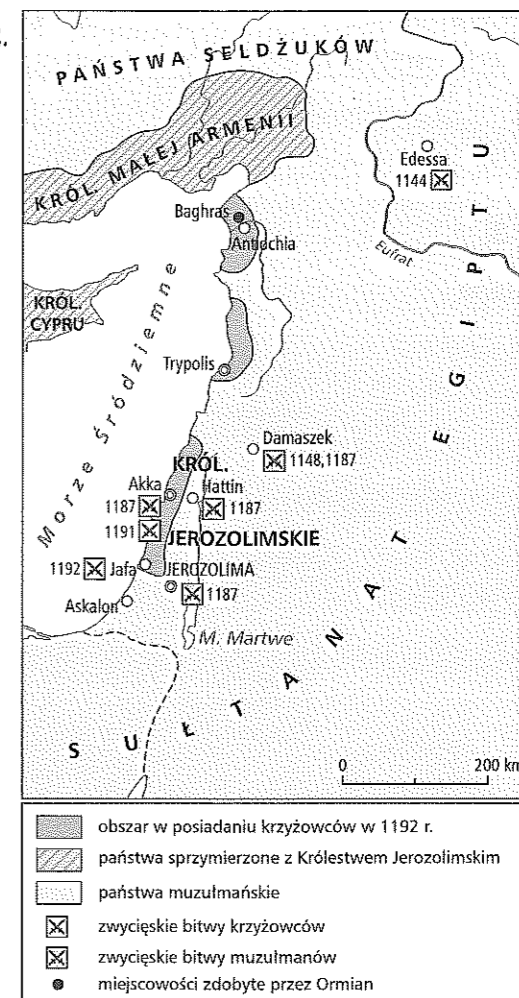 PAŃSTWA SELDŻUKÓW
KRÓL. MAŁEJ ARMENII
Edessa
1144
Baghras
Antiochia
Eufrat
KRÓL.
CYPRU
Morze Śródziemne
Trypolis
Damaszek
1148,1187
KRÓL.
Akka
Hattin
1187
1187
1191
JEROZOLIMSKIE
1192
Jafa
JEROZOLIMA
1187
Askalon
M. Martwe
SUŁTANAT EGIPTU
0
200 km
obszar w posiadaniu krzyżowców w 1192 r.
państwa sprzymierzone z Królestwem Jerozolimskim
państwa muzułmańskie
zwycięskie bitwy krzyżowców
zwycięskie bitwy muzułmanów
miejscowości zdobyte przez Ormian